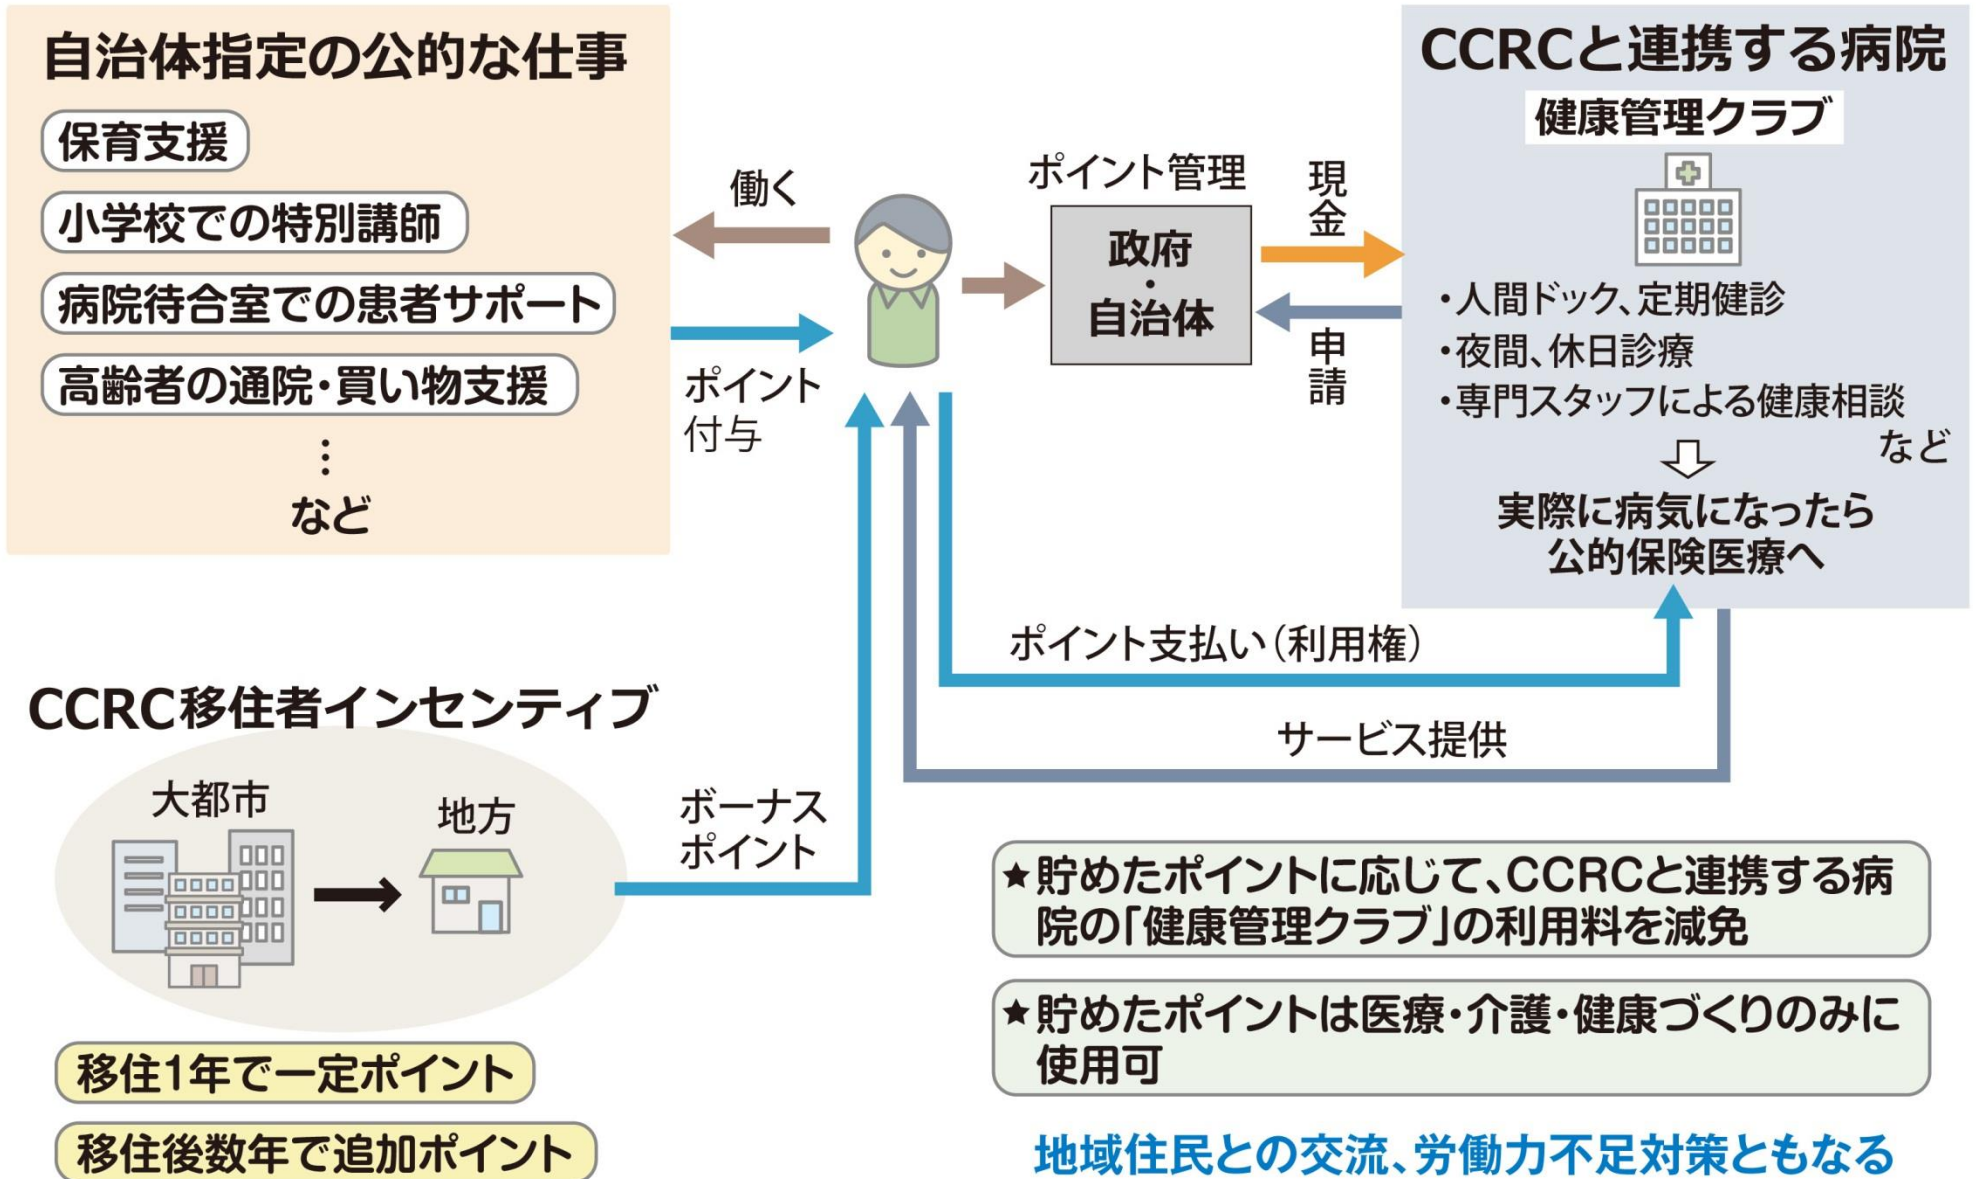 自治体指定の公的な仕事
保育支援
小学校での特別講師
病院待合室での患者サポート
高齢者の通院・買い物支援
⋮
など
働く
ポイント
付与
ポイント管理
政府
・
自治体
現金
申請
CCRCと連携する病院
健康管理クラブ
・人間ドック、定期健診
・夜間、休日診療
・専門スタッフによる健康相談
など
実際に病気になったら
公的保険医療へ
ポイント支払い(利用権)
サービス提供
CCRC移住者インセンティブ
大都市
地方
ボーナス
ポイント
移住1年で一定ポイント
移住後数年で追加ポイント
★貯めたポイントに応じて、CCRCと連携する病
院の「健康管理クラブ」の利用料を減免
★貯めたポイントは医療・介護・健康づくりのみに
使用可
地域住民との交流、労働力不足対策ともなる